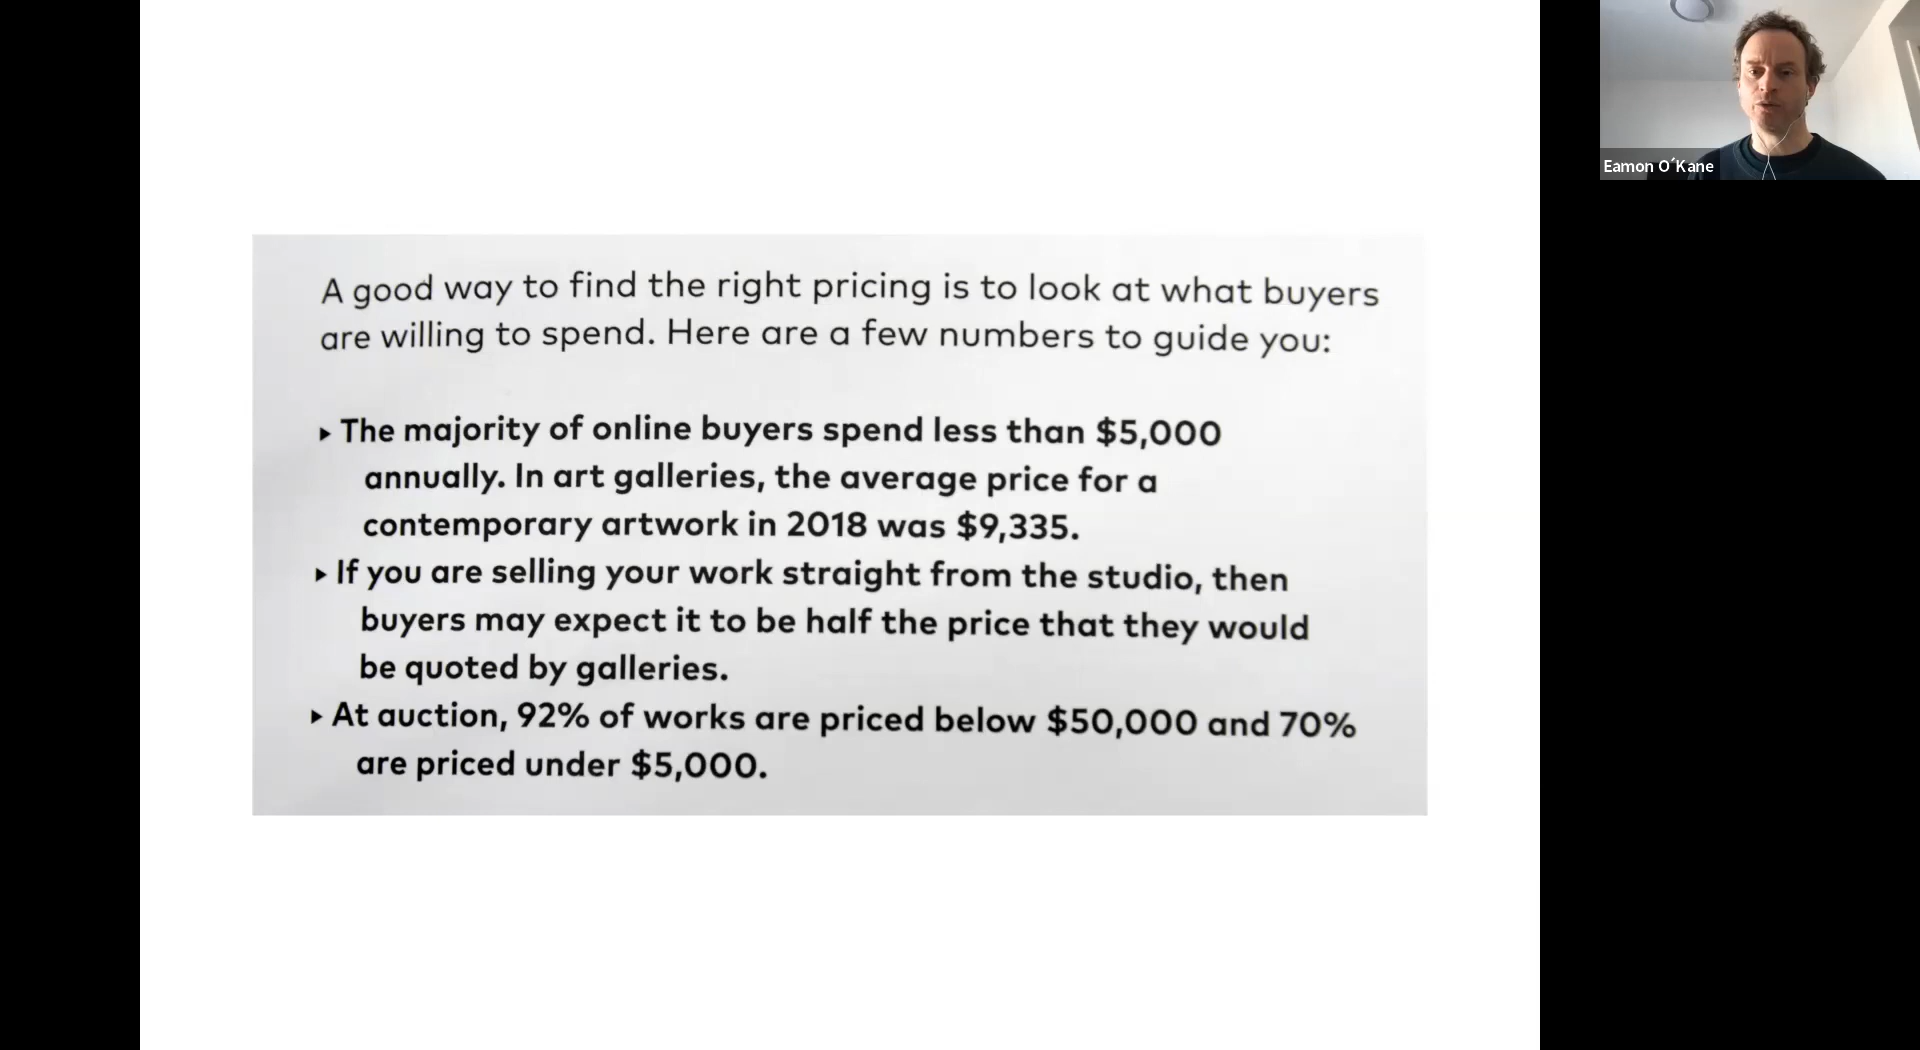 A good way to find the right pricing is to look at what buyers
are willing to spend. Here are a few numbers to guide you:
▸ The majority of online buyers spend less than $5,000
annually. In art galleries, the average price for a
contemporary artwork in 2018 was $9,335.
▸ If you are selling your work straight from the studio, then
buyers may expect it to be half the price that they would
be quoted by galleries.
▸ At auction, 92% of works are priced below $50,000 and 70%
are priced under $5,000.
Eamon O´Kane